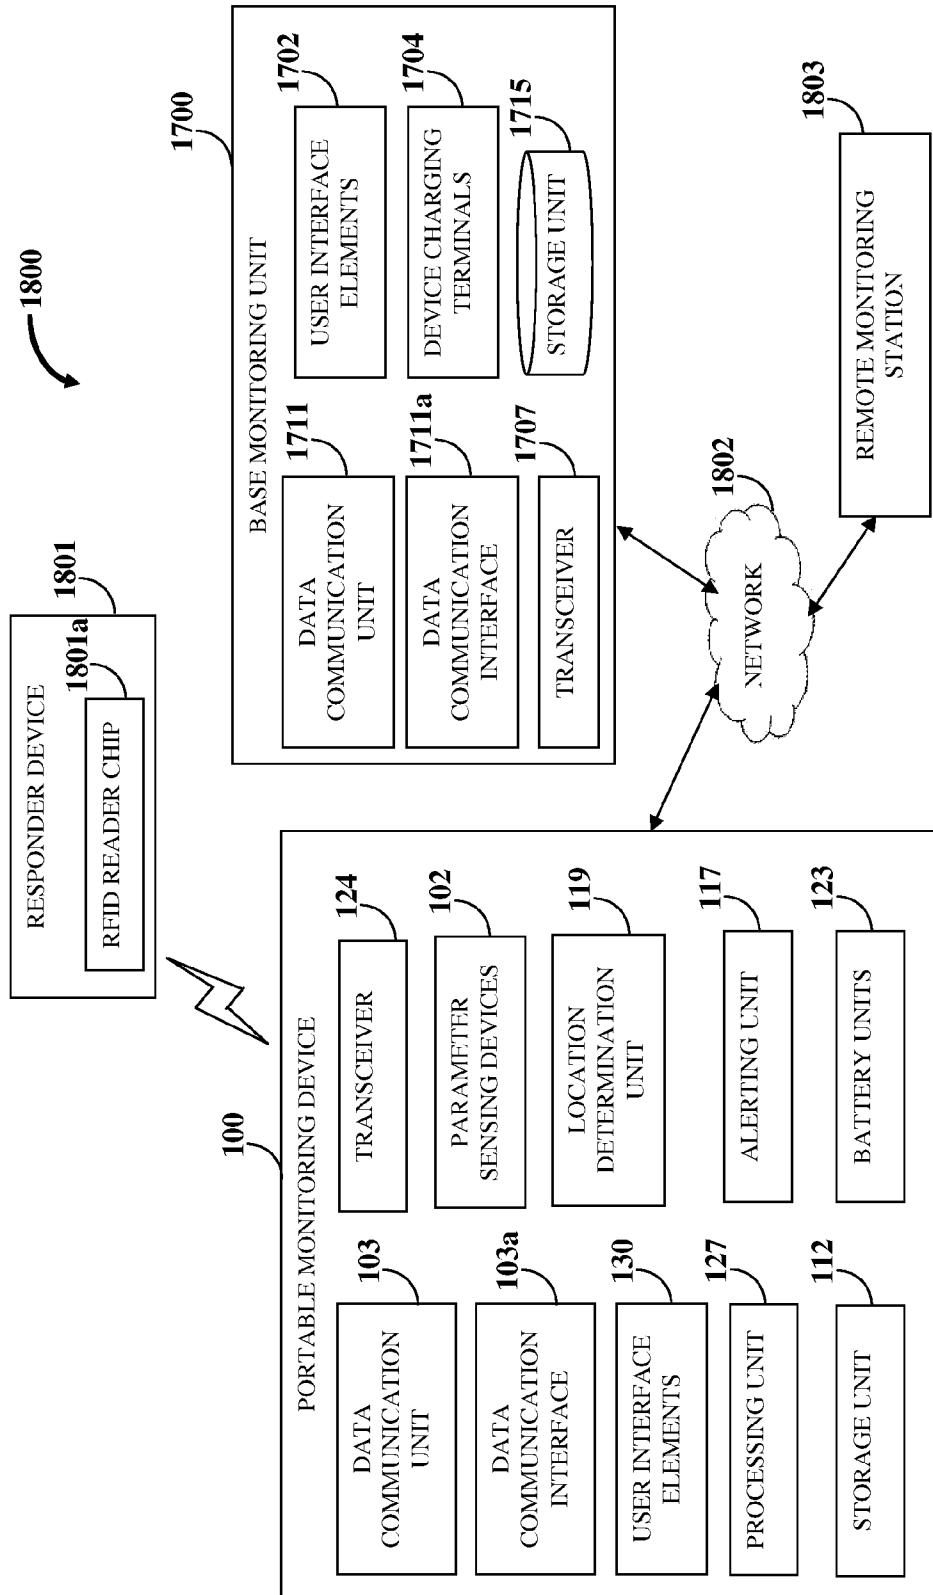 1800
1801
RESPONDER DEVICE
1801a
RFID READER CHIP
100
PORTABLE MONITORING DEVICE
103
DATA
COMMUNICATION
UNIT
103a
DATA
COMMUNICATION
INTERFACE
130
USER INTERFACE
ELEMENTS
127
PROCESSING UNIT
112
STORAGE UNIT
124
TRANSCEIVER
102
PARAMETER
SENSING DEVICES
119
LOCATION
DETERMINATION
UNIT
117
ALERTING UNIT
123
BATTERY UNITS
1700
BASE MONITORING UNIT
1711
DATA
COMMUNICATION
UNIT
1711a
DATA
COMMUNICATION
INTERFACE
1707
TRANSCEIVER
1702
USER INTERFACE
ELEMENTS
1704
DEVICE CHARGING
TERMINALS
1715
STORAGE UNIT
1802
NETWORK
1803
REMOTE MONITORING
STATION